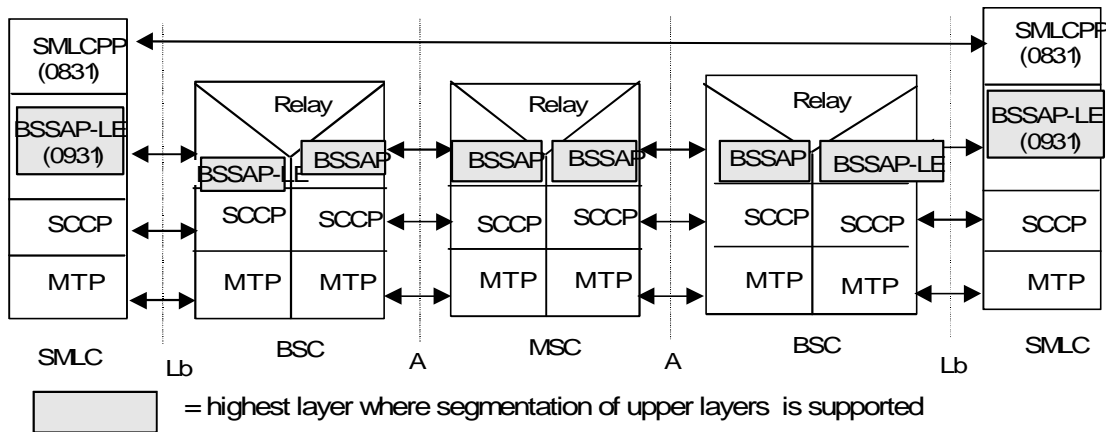 SMLCPP
(0831)
SMLCPP
(0831)
Relay
Relay
Relay
BSSAP-LE
(0931)
BSSAP-LE
BSSAP
BSSAP
BSSAP
BSSAP
BSSAP-LE
BSSAP-LE
(0931)
SCCP
SCCP
SCCP
SCCP
SCCP
SCCP
SCCP
SCCP
MTP
MTP
MTP
MTP
MTP
MTP
MTP
MTP
SMLC
Lb
BSC
A
MSC
A
BSC
Lb
SMLC
= highest layer where segmentation of upper layers is supported